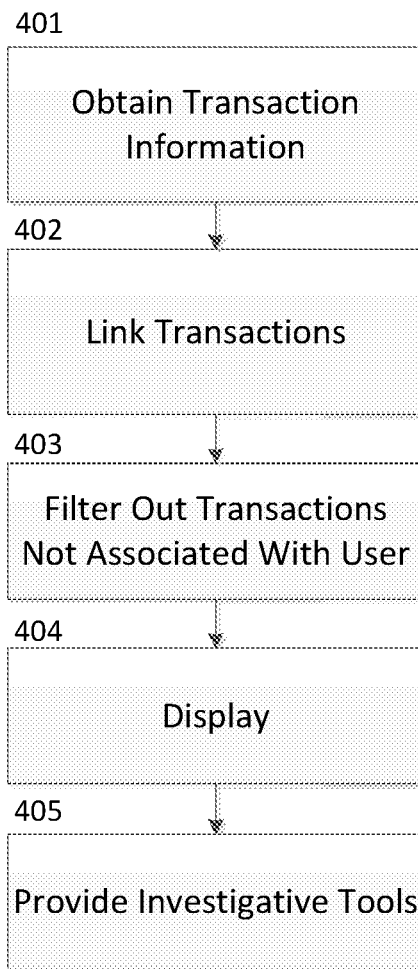 401
Obtain Transaction
Information
402
Link Transactions
403
Filter Out Transactions
Not Associated With User
404
Display
405
Provide Investigative Tools